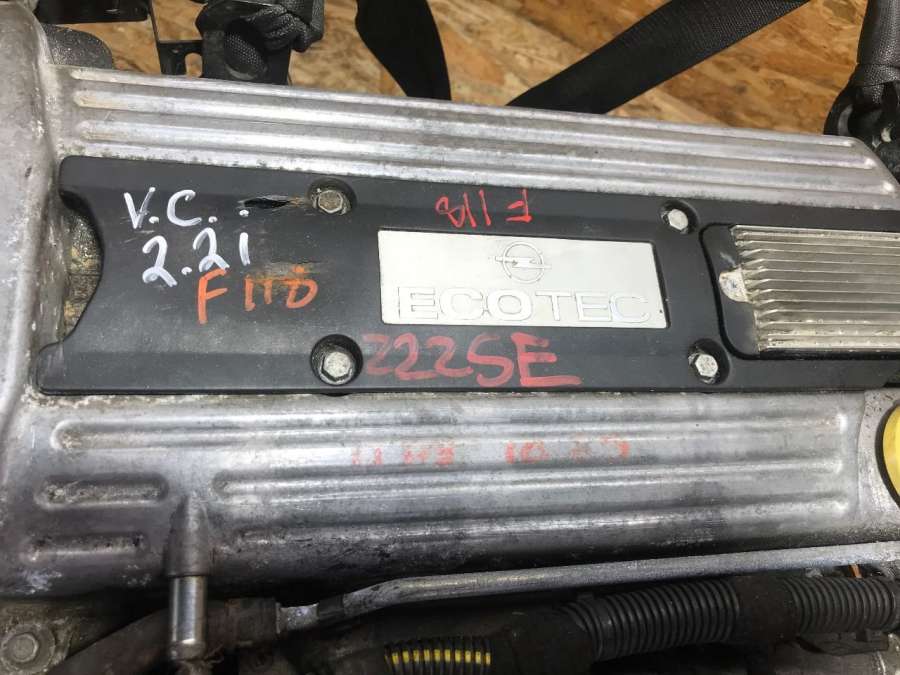 V.C.
2.2i
F118
F118
ECOTEC
Z22SE